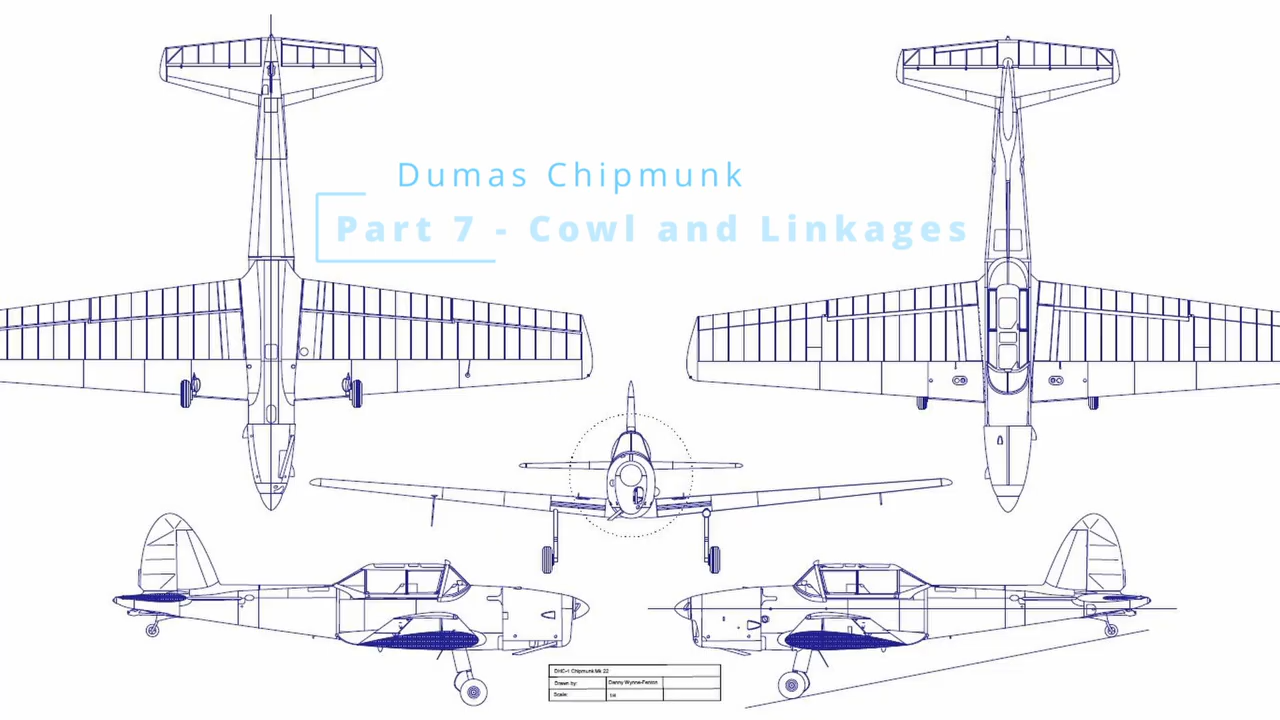 Dumas Chipmunk
Part 7 - Cowl and Linkages
DHC-1 Chipmunk Mk 22
Drawn by: Danny Wynne-Fenton
Scale: 1/4